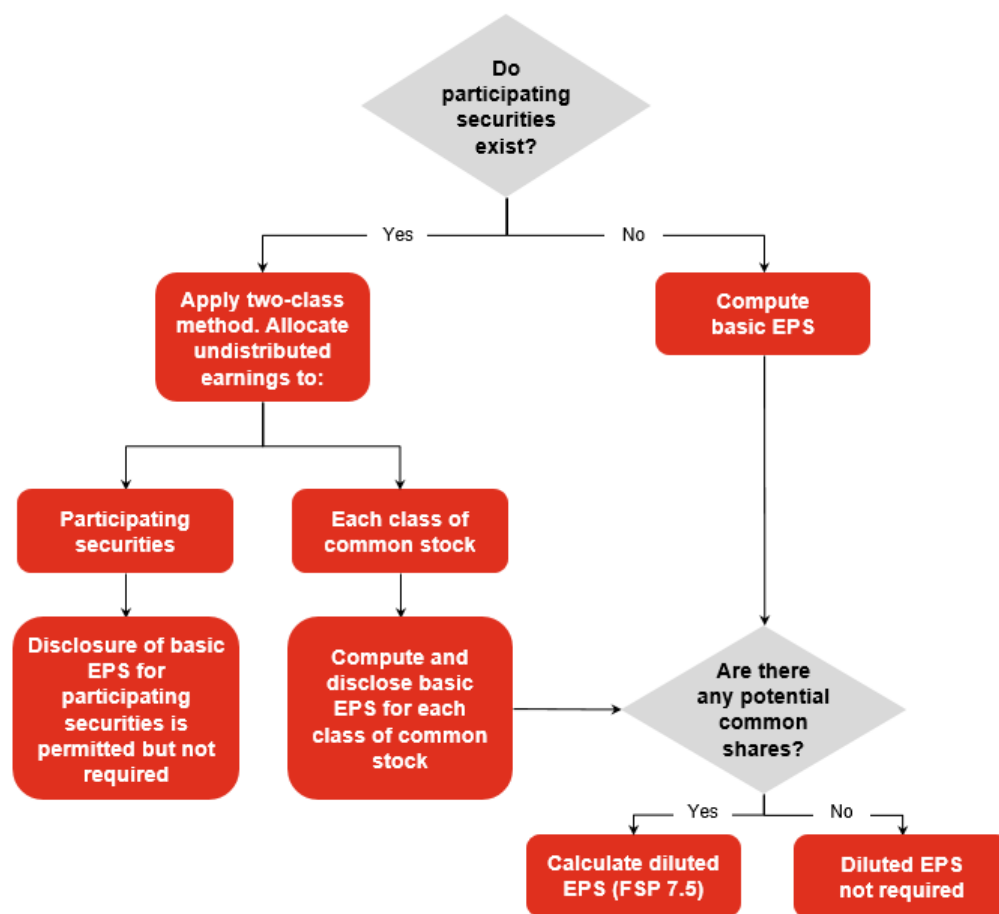 Do
participating
securities
exist?
Yes
No
Apply two-class
method. Allocate
undistributed
earnings to:
Compute
basic EPS
Participating
securities
Each class of
common stock
Disclosure of basic
EPS for
participating
securities is
permitted but not
required
Compute and
disclose basic
EPS for each
class of common
stock
Are there
any potential
common
shares?
Yes
No
Calculate diluted
EPS (FSP 7.5)
Diluted EPS
not required